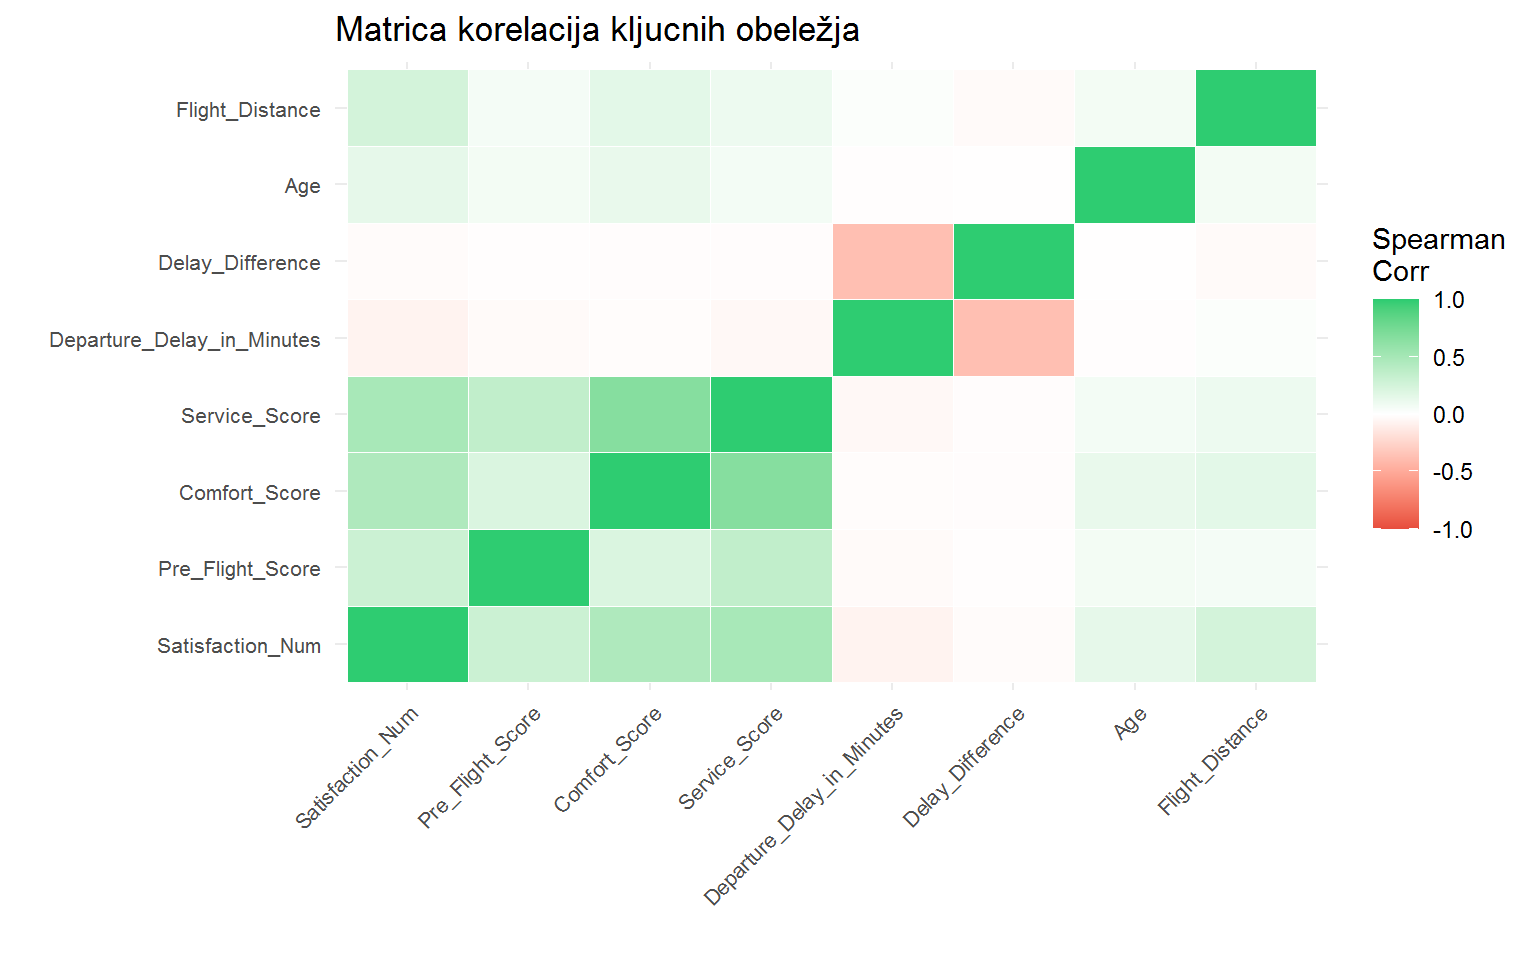 Matrica korelacija kljucnih obeležja
Flight_Distance
Age
Delay_Difference
Departure_Delay_in_Minutes
Service_Score
Comfort_Score
Pre_Flight_Score
Satisfaction_Num
Satisfaction_Num
Pre_Flight_Score
Comfort_Score
Service_Score
Departure_Delay_in_Minutes
Delay_Difference
Age
Flight_Distance
Spearman
Corr
1.0
0.5
0.0
-0.5
-1.0